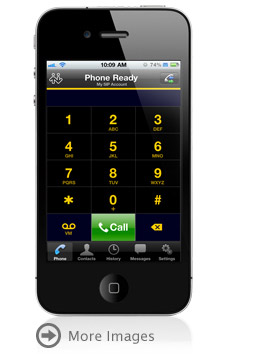 10:09 AM 74%
Phone Ready
My SIP Account
1 2 3
ABC DEF
4 5 6
GHI JKL MNO
7 8 9
PQRS TUV WXYZ
* 0 #
+
VM Call
Phone Contacts History Messages Settings
More Images